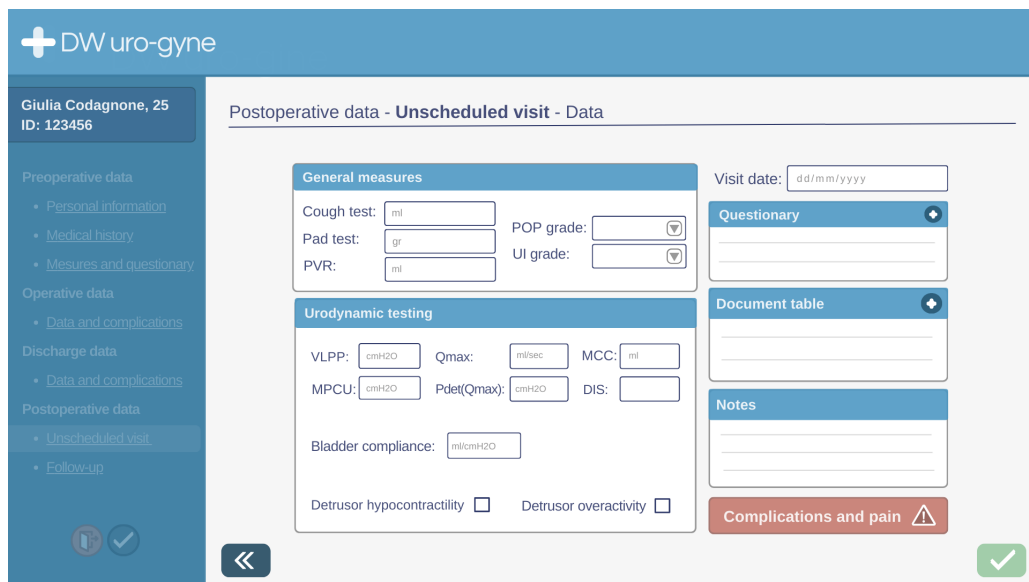 DW uro-gyne
Giulia Codagnone, 25
ID: 123456
Preoperative data
Personal information
Medical history
Mesures and questionary
Operative data
Data and complications
Discharge data
Data and complications
Postoperative data
Unscheduled visit
Follow-up
Postoperative data - Unscheduled visit - Data
General measures
Cough test: ml
Pad test: gr
PVR: ml
POP grade:
UI grade:
Urodynamic testing
VLPP: cmH2O Qmax: ml/sec MCC: ml
MPCU: cmH2O Pdet(Qmax): cmH2O DIS:
Bladder compliance: ml/cmH2O
Detrusor hypocontractility Detrusor overactivity
Visit date: dd/mm/yyyy
Questionary
Document table
Notes
Complications and pain